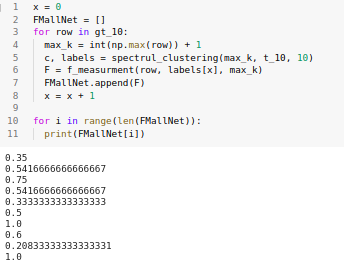 1 x = 0
2 FMallNet = []
3 for row in gt_10:
4 max_k = int(np.max(row)) + 1
5 c, labels = spectrul_clustering(max_k, t_10, 10)
6 F = f_measurment(row, labels[x], max_k)
7 FMallNet.append(F)
8 x = x + 1
9
10 for i in range(len(FMallNet)):
11 print(FMallNet[i])
0.35
0.5416666666666667
0.75
0.5416666666666667
0.3333333333333333
0.5
1.0
0.6
0.20833333333333331
1.0